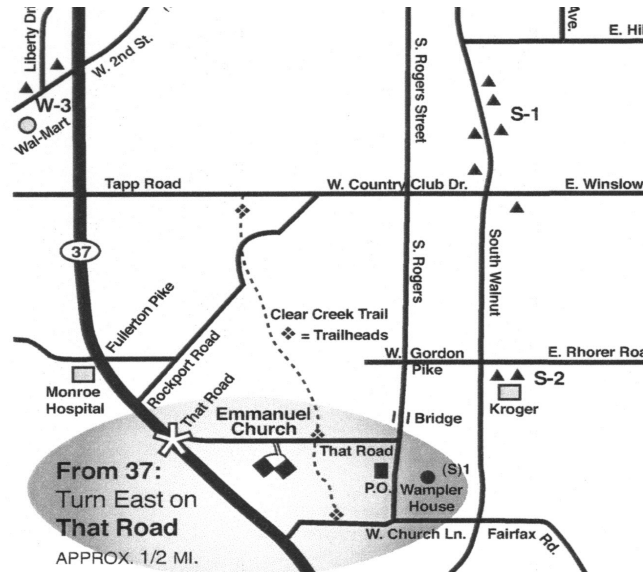 Liberty Dr
W. 2nd St.
W-3
Wal-Mart
S. Rogers Street
Ave.
E. Hil
S-1
Tapp Road
W. Country Club Dr.
E. Winslow
37
Fullerton Pike
Rockport Road
That Road
Clear Creek Trail
= Trailheads
S. Rogers
South Walnut
W. Gordon
Pike
E. Rhorer Roa
Monroe
Hospital
S-2
Kroger
Emmanuel
Church
Bridge
That Road
P.O.
(S)1
Wampler
House
From 37:
Turn East on
That Road
APPROX. 1/2 MI.
W. Church Ln.
Fairfax Rd.